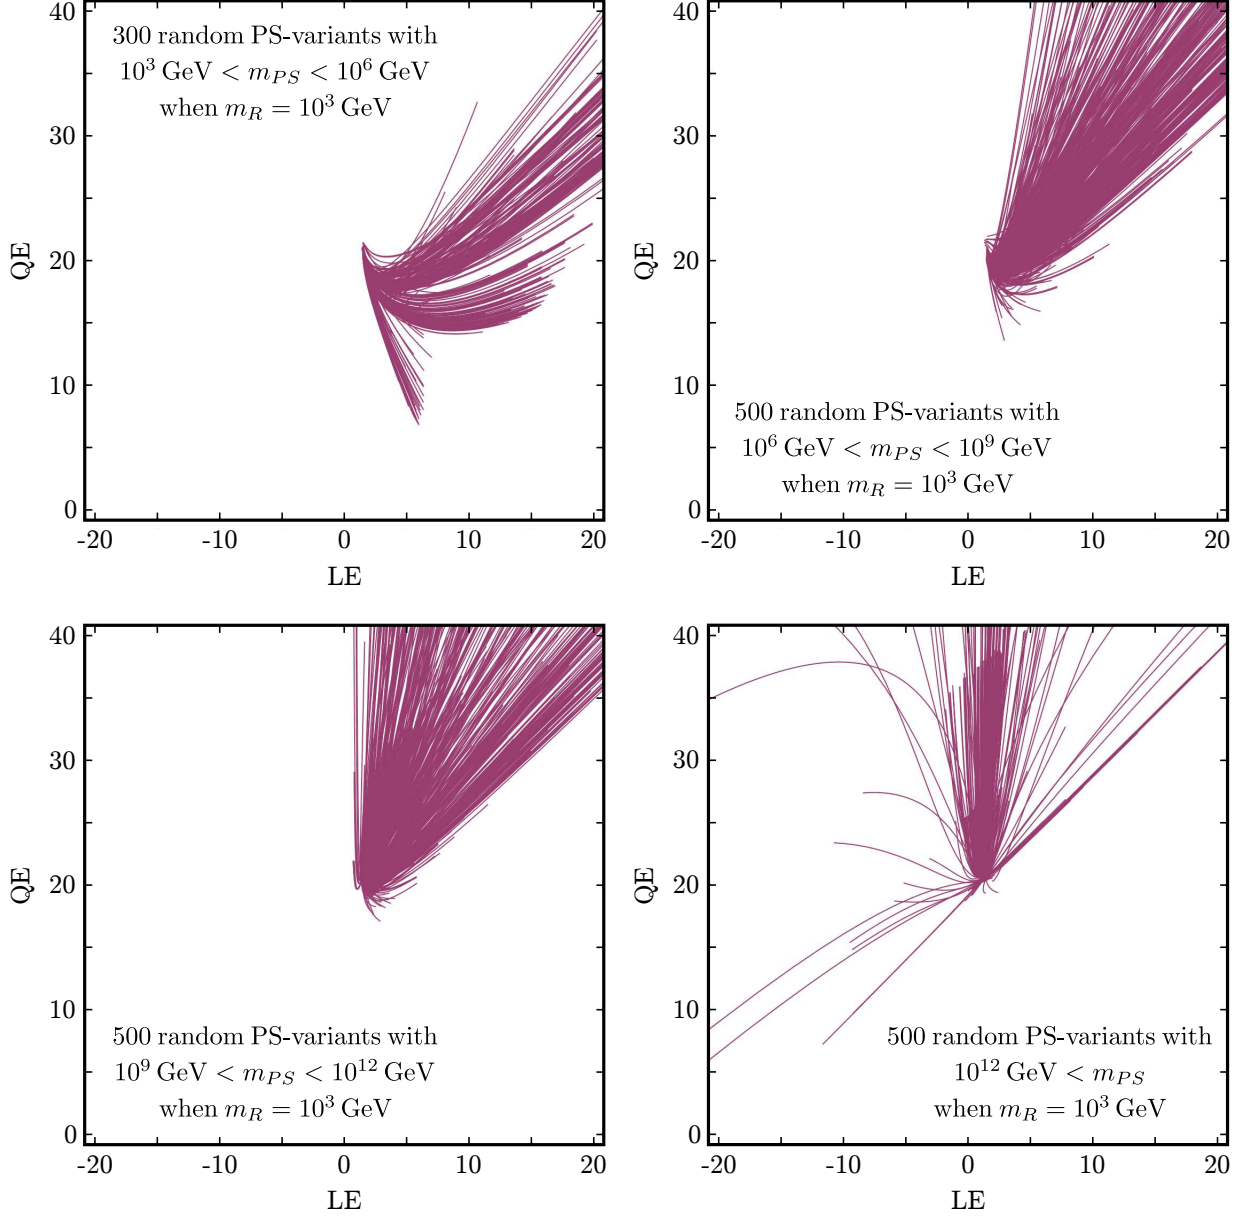 40
30
20
10
0
QE
300 random PS-variants with
10³ GeV < m_PS < 10⁶ GeV
when m_R = 10³ GeV
-20 -10 0 10 20
LE
40
30
20
10
0
QE
500 random PS-variants with
10⁶ GeV < m_PS < 10⁹ GeV
when m_R = 10³ GeV
-20 -10 0 10 20
LE
40
30
20
10
0
QE
500 random PS-variants with
10⁹ GeV < m_PS < 10¹² GeV
when m_R = 10³ GeV
-20 -10 0 10 20
LE
40
30
20
10
0
QE
500 random PS-variants with
10¹² GeV < m_PS
when m_R = 10³ GeV
-20 -10 0 10 20
LE